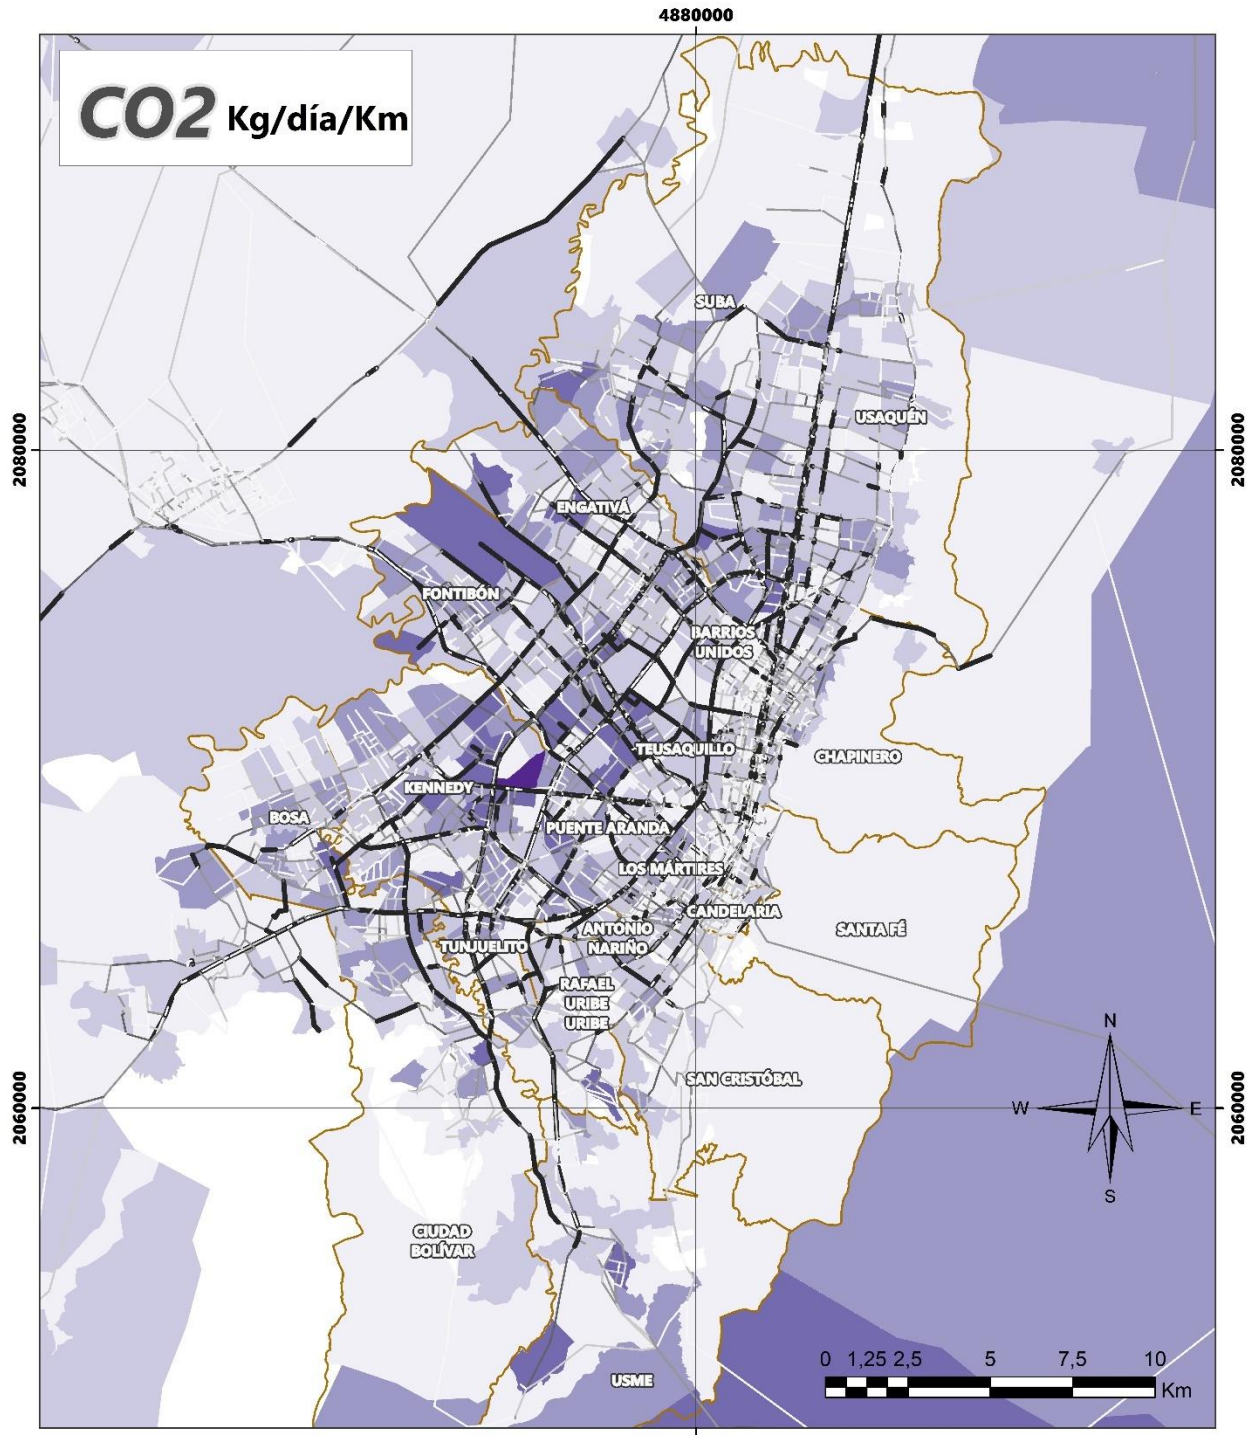 4880000
CO2 Kg/día/Km
SUBA
USAQUÉN
2080000
2080000
ENGATIVÁ
FONTIBÓN
BARRIOS
UNIDOS
TEUSAQUILLO
CHAPINERO
KENNEDY
BOSA
PUENTE ARANDA
LOS MÁRTIRES
CANDELARIA
SANTA FÉ
ANTONIO
NARIÑO
TUNJUELITO
RAFAEL
URIBE
URIBE
N
SAN CRISTÓBAL
2060000
W
E
2060000
S
CIUDAD
BOLÍVAR
0 1,25 2,5 5 7,5 10
Km
USME